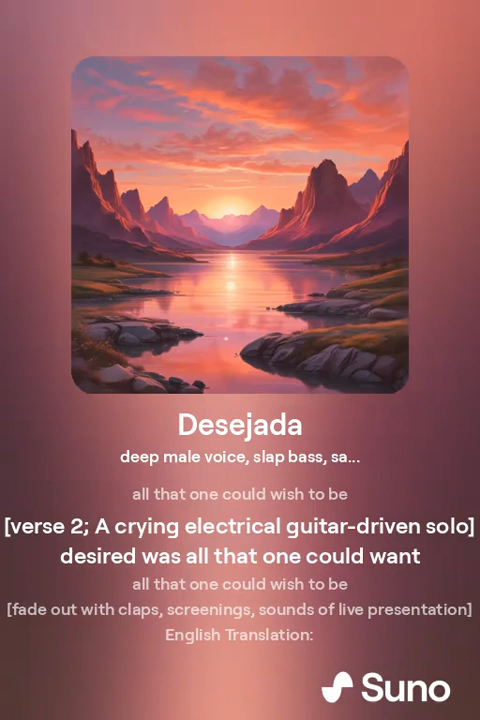 Desejada
deep male voice, slap bass, sa...
all that one could wish to be
[verse 2; A crying electrical guitar-driven solo]
desired was all that one could want
all that one could wish to be
[fade out with claps, screenings, sounds of live presentation]
English Translation:
Suno